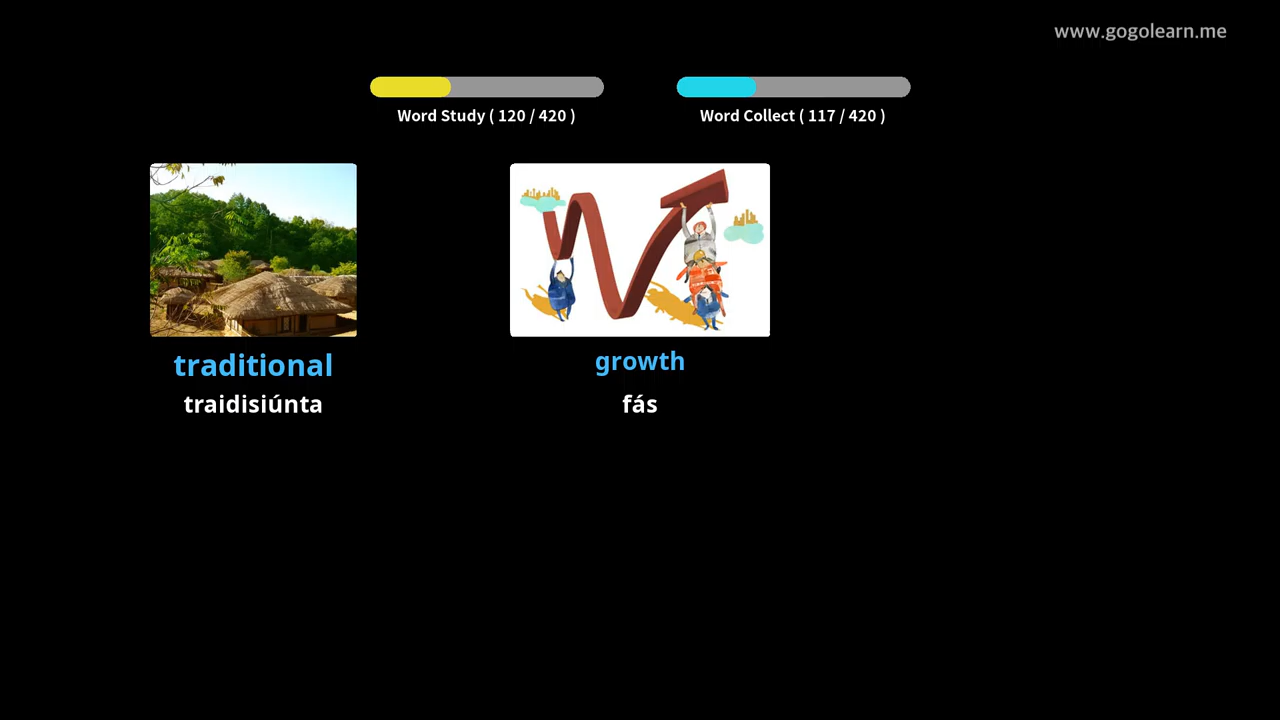 www.gogolearn.me
Word Study ( 120 / 420 )
Word Collect ( 117 / 420 )
traditional
traidisiúnta
growth
fás